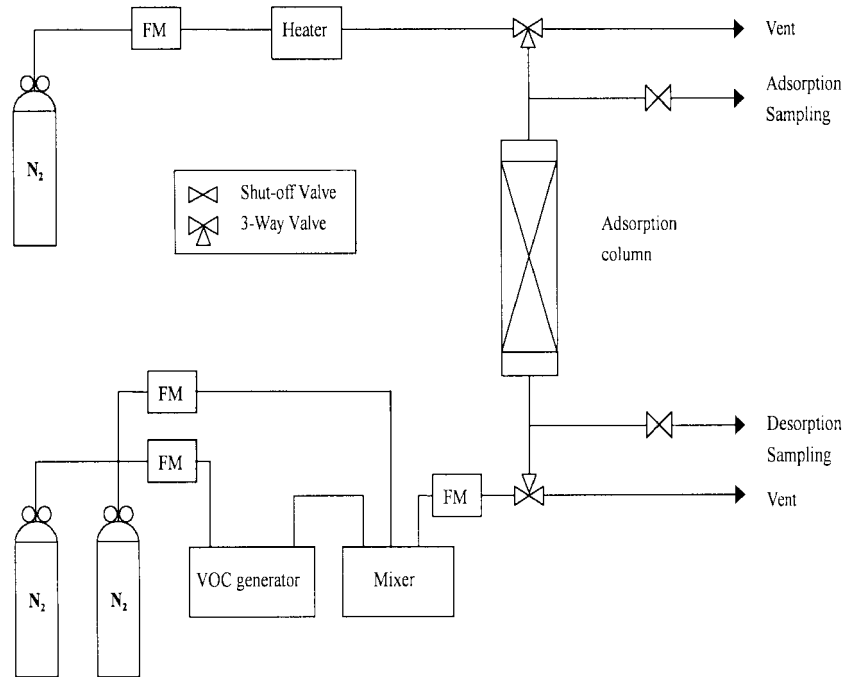 FM
Heater
Vent
Adsorption
Sampling
N₂
Shut-off Valve
3-Way Valve
Adsorption
column
FM
Desorption
Sampling
FM
FM
Vent
VOC generator
Mixer
N₂
N₂